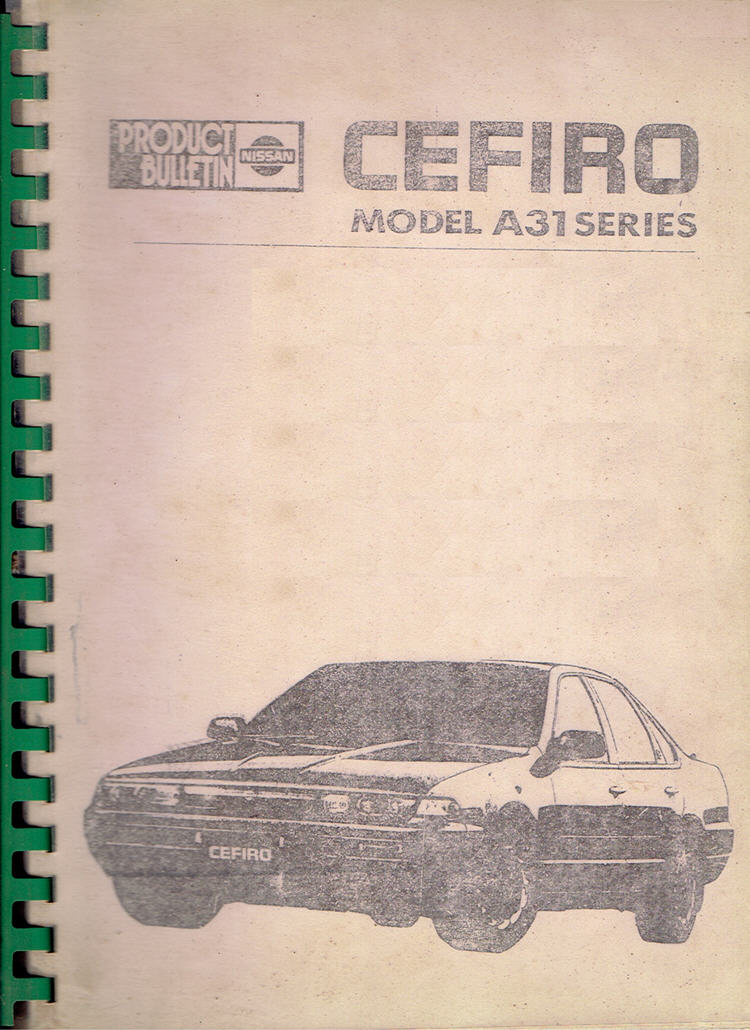 PRODUCT
BULLETIN
NISSAN
CEFIRO
MODEL A31 SERIES
CEFIRO